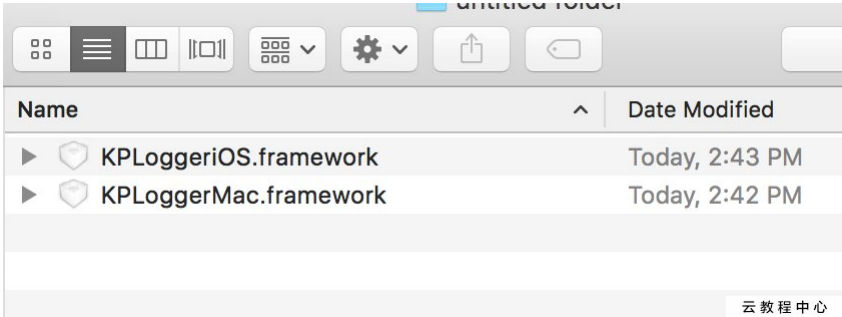 untitled folder
Name
Date Modified
KPLoggeriOS.framework
Today, 2:43 PM
KPLoggerMac.framework
Today, 2:42 PM
云教程中心